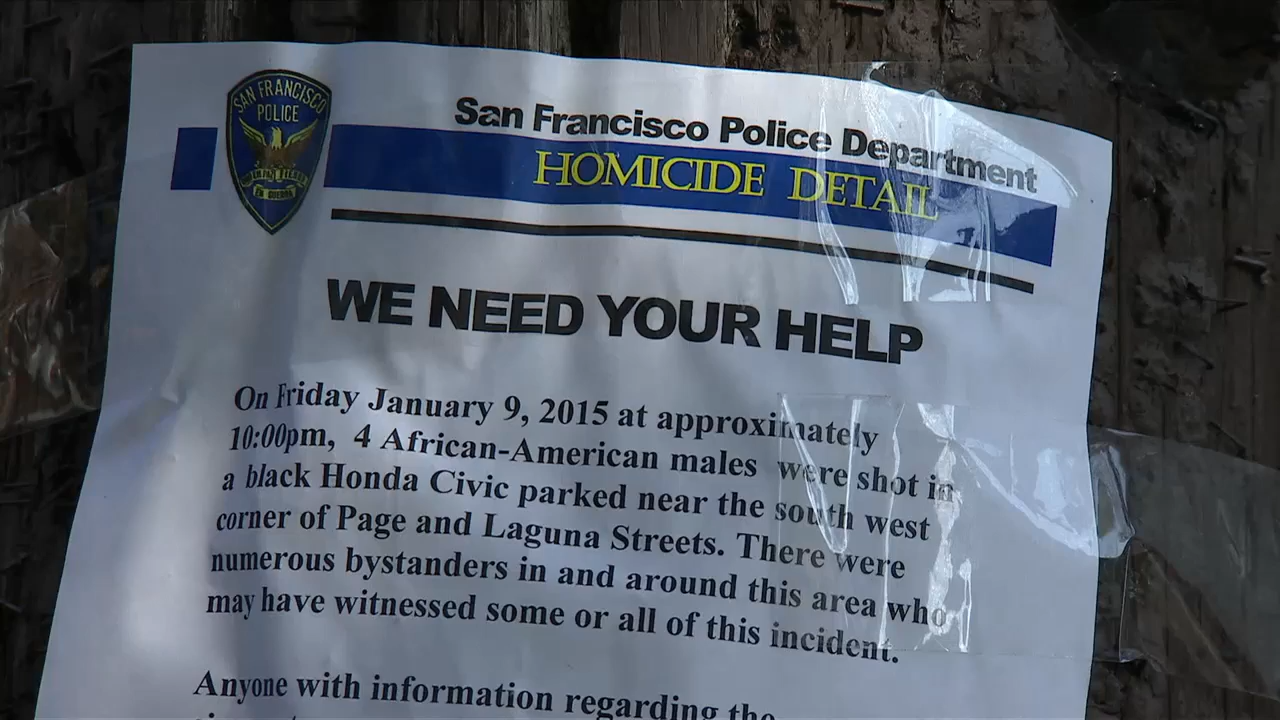 SAN FRANCISCO
POLICE
San Francisco Police Department
HOMICIDE DETAIL
WE NEED YOUR HELP
On Friday January 9, 2015 at approximately
10:00pm, 4 African-American males were shot in
a black Honda Civic parked near the south west
corner of Page and Laguna Streets. There were
numerous bystanders in and around this area who
may have witnessed some or all of this incident.
Anyone with information regarding the